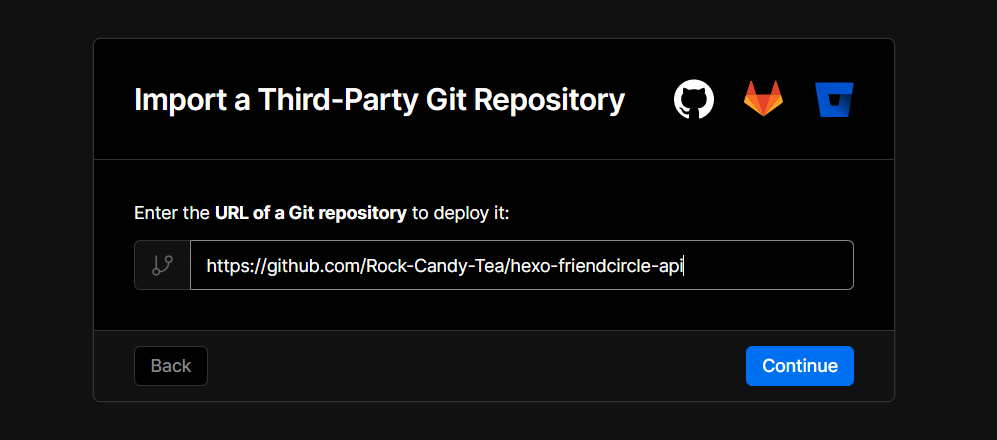 Import a Third-Party Git Repository
Enter the URL of a Git repository to deploy it:
https://github.com/Rock-Candy-Tea/hexo-friendcircle-api
Back
Continue